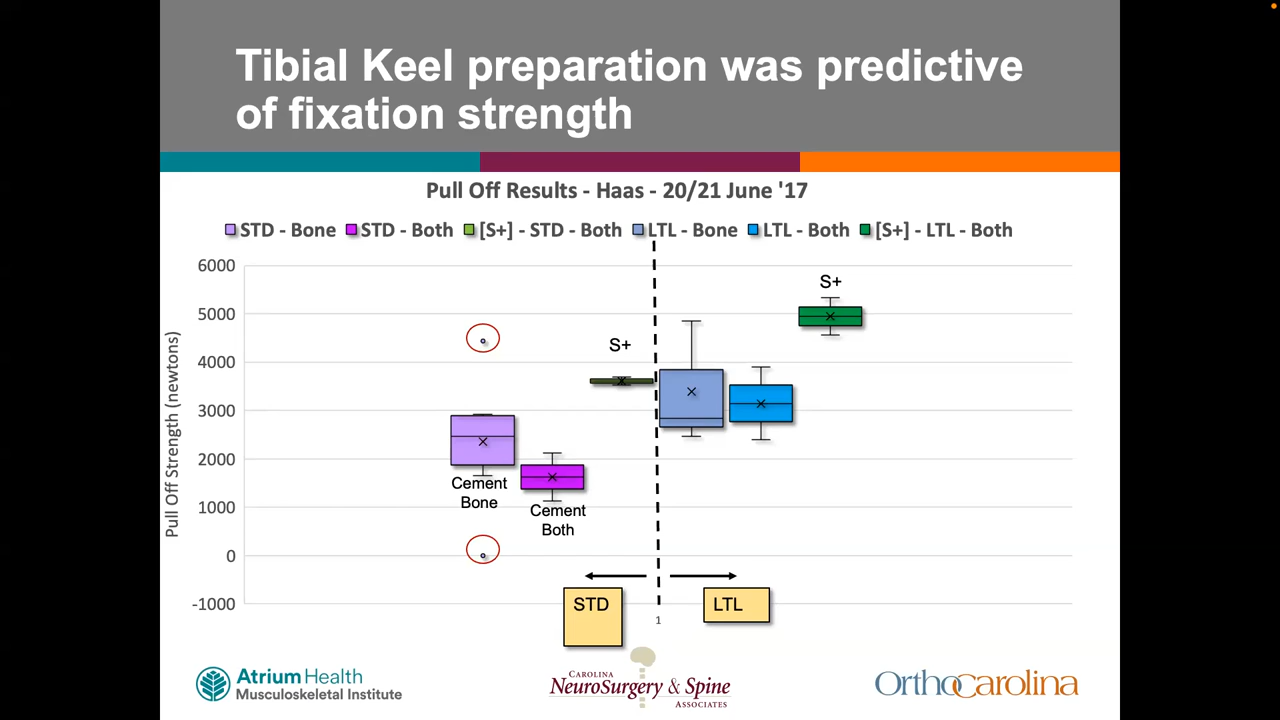 Tibial Keel preparation was predictive
of fixation strength
Pull Off Results - Haas - 20/21 June '17
STD - Bone STD - Both [S+] - STD - Both LTL - Bone LTL - Both [S+] - LTL - Both
Pull Off Strength (newtons)
6000
5000
4000
3000
2000
1000
0
-1000
S+
S+
Cement
Bone
Cement
Both
STD
LTL
1
Atrium Health
Musculoskeletal Institute
CAROLINA
NEUROSURGERY & SPINE
ASSOCIATES
OrthoCarolina